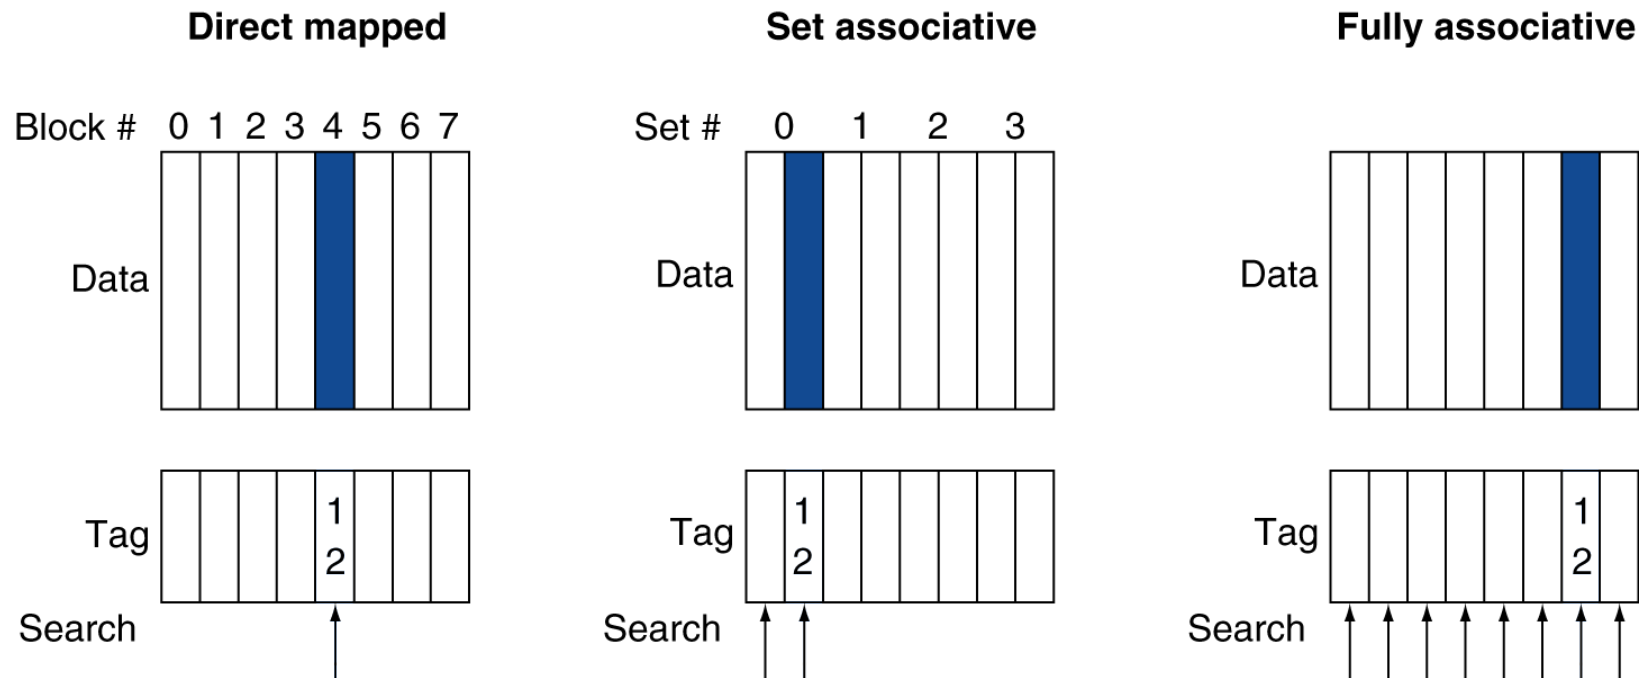 Direct mapped
Block # 0 1 2 3 4 5 6 7
Data
Tag
1
2
Search
Set associative
Set # 0 1 2 3
Data
Tag
1
2
Search
Fully associative
Data
Tag
1
2
Search